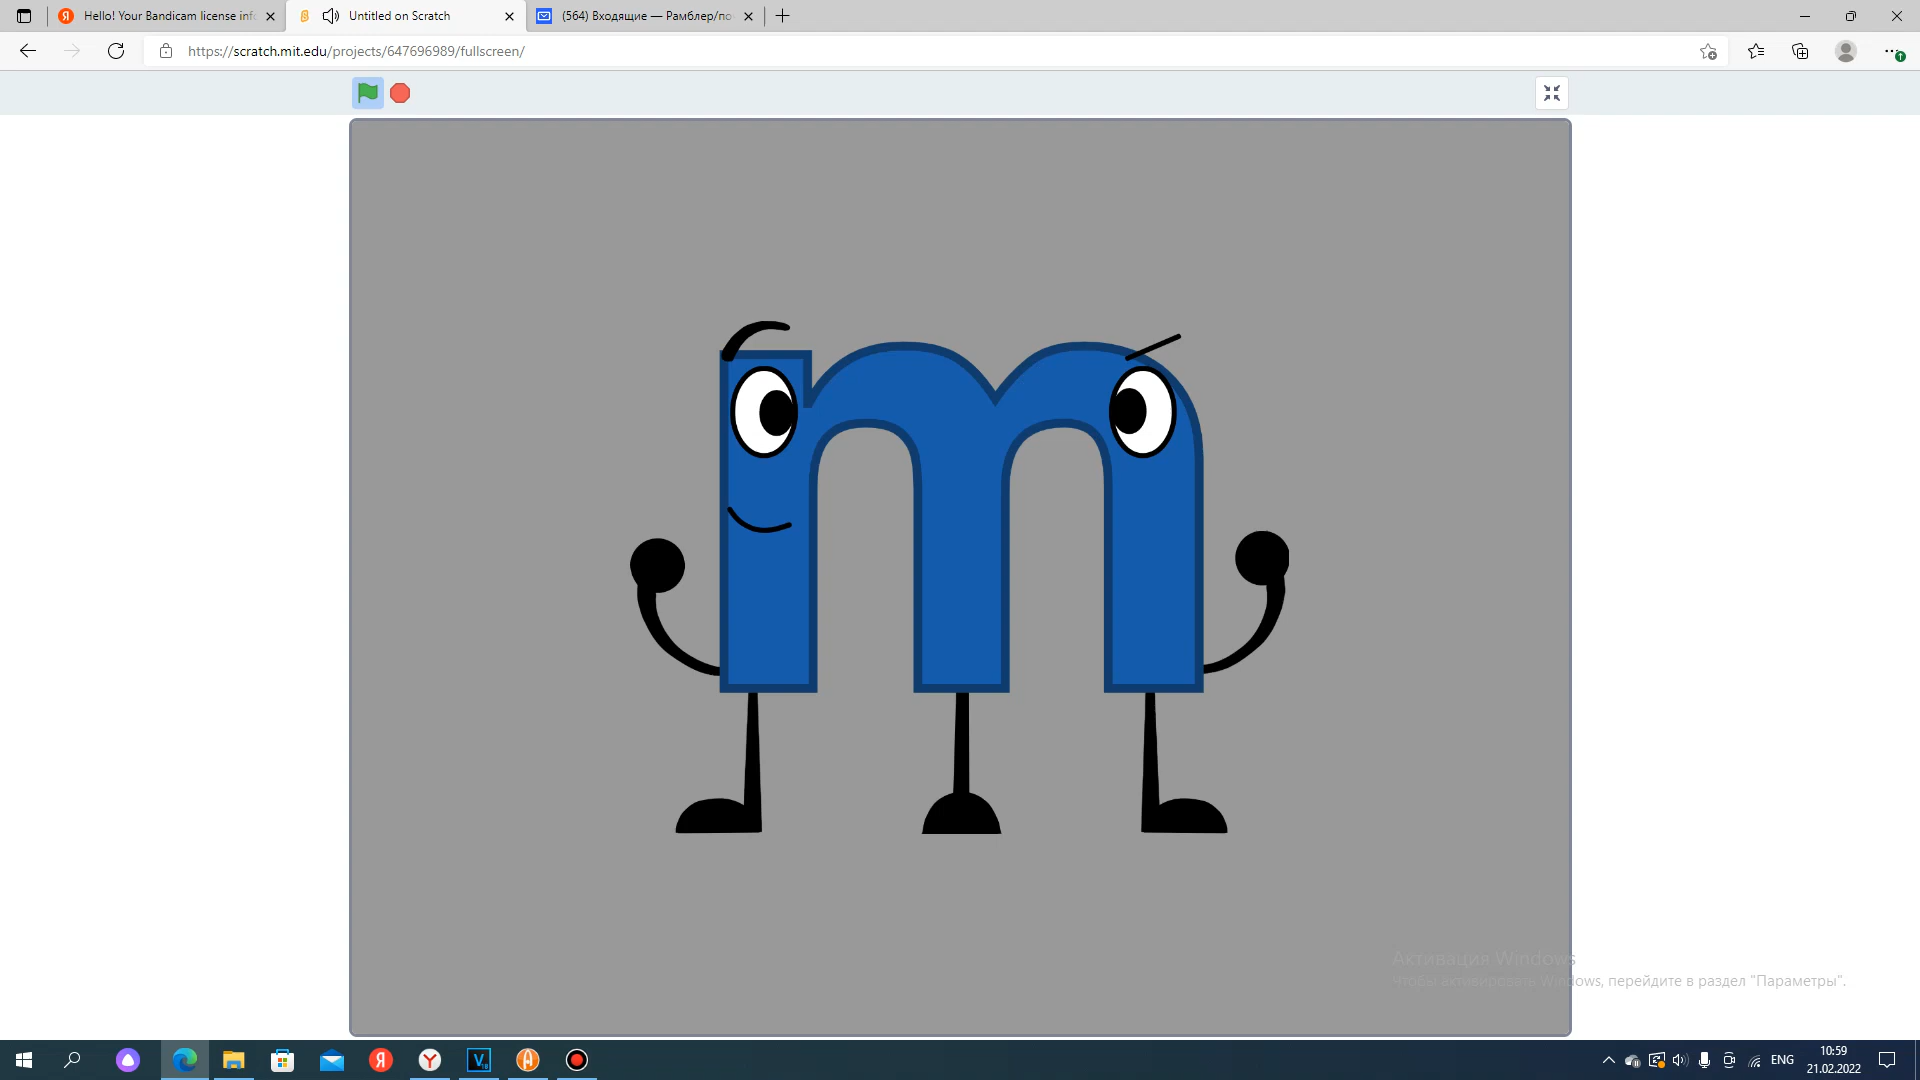 Hello! Your Bandicam license info
Untitled on Scratch
(564) Входящие — Рамблер/по
https://scratch.mit.edu/projects/647696989/fullscreen/
m
Активация Windows
Чтобы активировать Windows, перейдите в раздел "Параметры".
ENG
10:59
21.02.2022